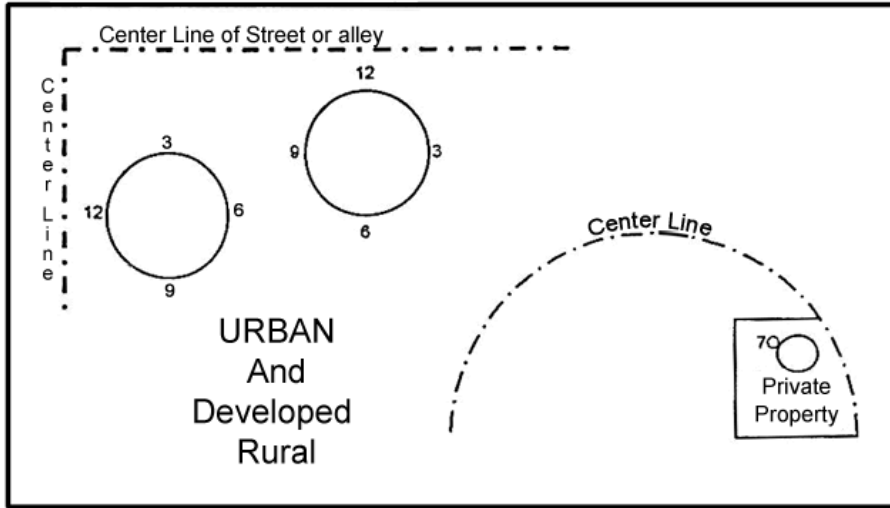 Center Line of Street or alley
Center Line
12
9
3
6
3
12
6
9
Center Line
URBAN
And
Developed
Rural
7
Private
Property